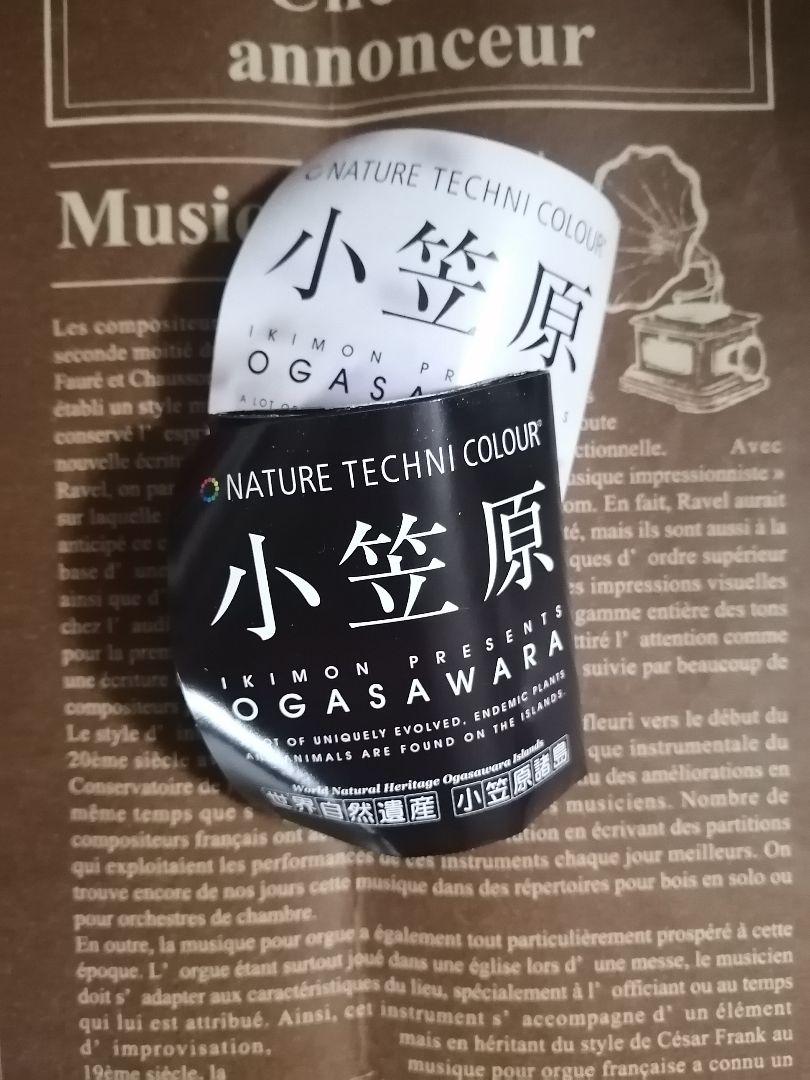 annonceur
NATURE TECHNI COLOUR
小笠原
IKIMON PR
OGASA
A LOT OF
NATURE TECHNI COLOUR
小笠原
IKIMON PRESENTS
OGASAWARA
LOT OF UNIQUELY EVOLVED, ENDEMIC PLANTS
ANIMALS ARE FOUND ON THE ISLANDS.
World Natural Heritage Ogasawara Islands
世界自然遺産 小笠原諸島
Music
Les compositeurs
seconde moitié
Fauré et Chausson
établi un style
conservé l' Avec
nouvelle usique impressionniste »
Ravel, on par om. En fait, Ravel aurait
sur laquelle té, mais ils sont aussi à la
anticipé ce ques d' ordre supérieur
base d' es impressions visuelles
ainsi que d' gamme entière des tons
chez l' ttiré l' attention comme
pour la suivie par beaucoup de
une écriture
compositeurs
Le style d' fleuri vers le début du
20ème siècle que instrumentale du
Conservatoire de au des améliorations en
même temps que musiciens. Nombre de
compositeurs français ont ution en écrivant des partitions
qui exploitaient les performances de ces instruments chaque jour meilleurs. On
trouve encore de nos jours cette musique dans des répertoires pour bois en solo ou
pour orchestres de chambre.
En outre, la musique pour orgue a également tout particulièrement prospéré à cette
époque. L' orgue étant surtout joué dans une église lors d' une messe, le musicien
doit s' adapter aux caractéristiques du lieu, spécialement à l' officiant ou au temps
qui lui est attribué. Ainsi, cet instrument s' accompagne d' un élément
d' improvisation, mais en héritant du style de César Frank au
19ème siècle, la musique pour orgue française a connu un